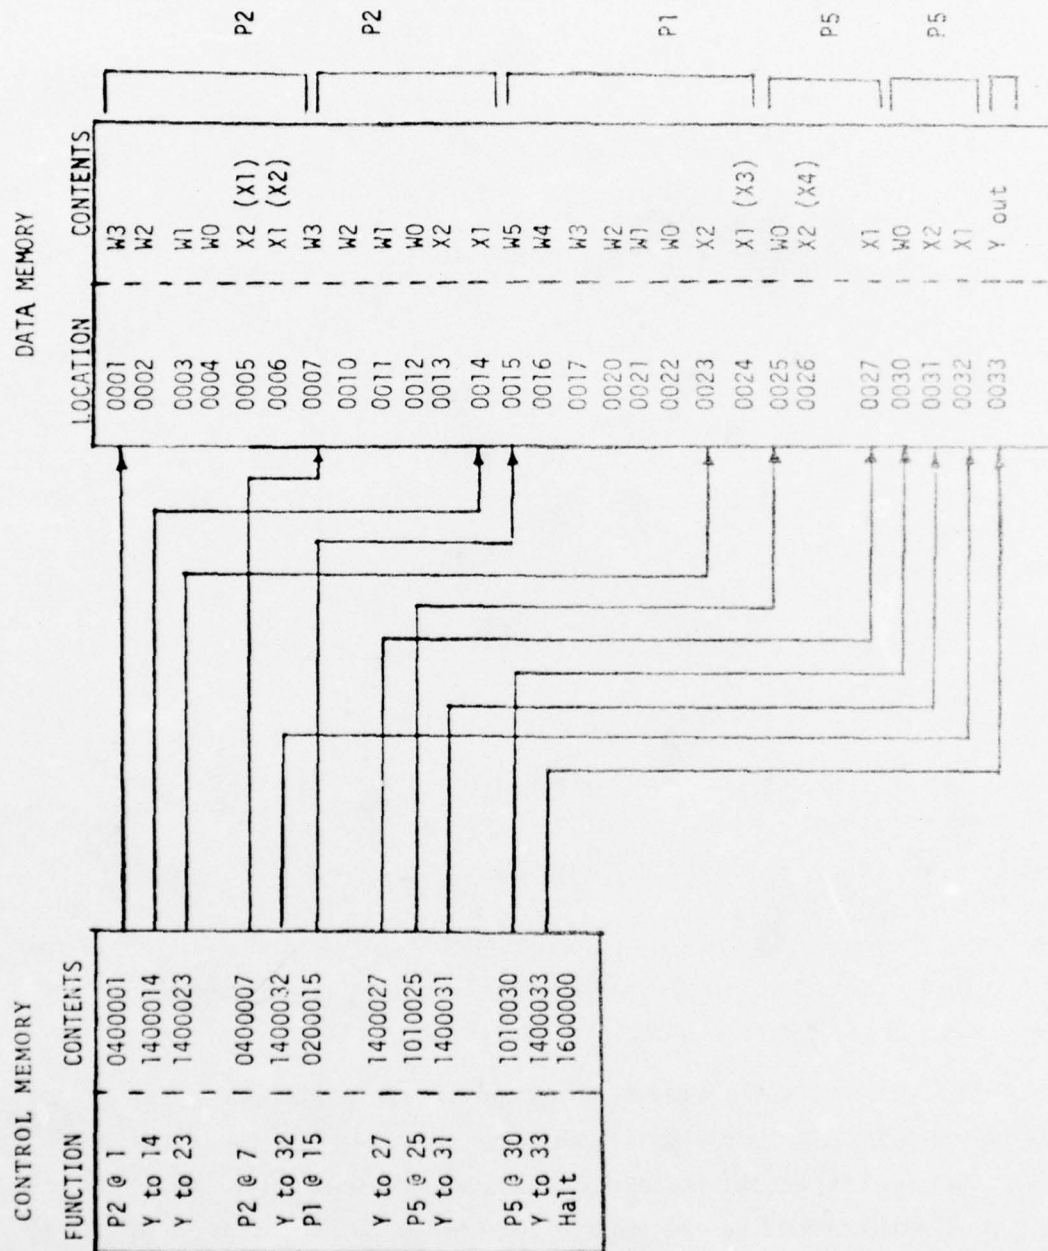 CONTROL MEMORY
FUNCTION CONTENTS
P2 @ 1 0400001
Y to 14 1400014
Y to 23 1400023
P2 @ 7 0400007
Y to 32 1400032
P1 @ 15 0200015
Y to 27 1400027
P5 @ 25 1010025
Y to 31 1400031
P5 @ 30 1010030
Y to 33 1400033
Halt 1600000
DATA MEMORY
LOCATION CONTENTS
0001 W3
0002 W2
0003 W1
0004 W0
0005 X2 (X1)
0006 X1 (X2)
0007 W3
0010 W2
0011 W1
0012 W0
0013 X2
0014 X1
0015 W5
0016 W4
0017 W3
0020 W2
0021 W1
0022 W0
0023 X2
0024 X1 (X3)
0025 W0
0026 X2 (X4)
0027 X1
0030 W0
0031 X2
0032 X1
0033 Y out
P2
P2
P1
P5
P5